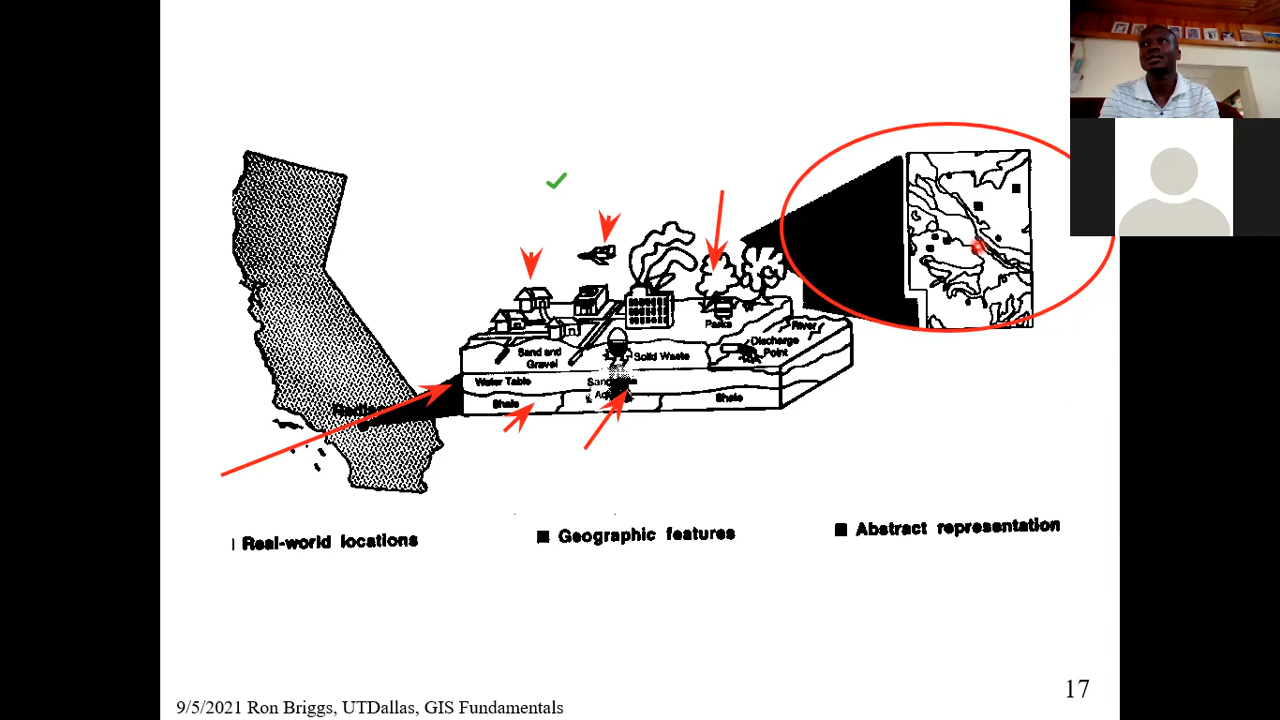 Parks
River
Discharge
Point
Sand and
Gravel
Solid Waste
Water Table
Shale
Shale
Real-world locations
Geographic features
Abstract representation
17
9/5/2021 Ron Briggs, UTDallas, GIS Fundamentals